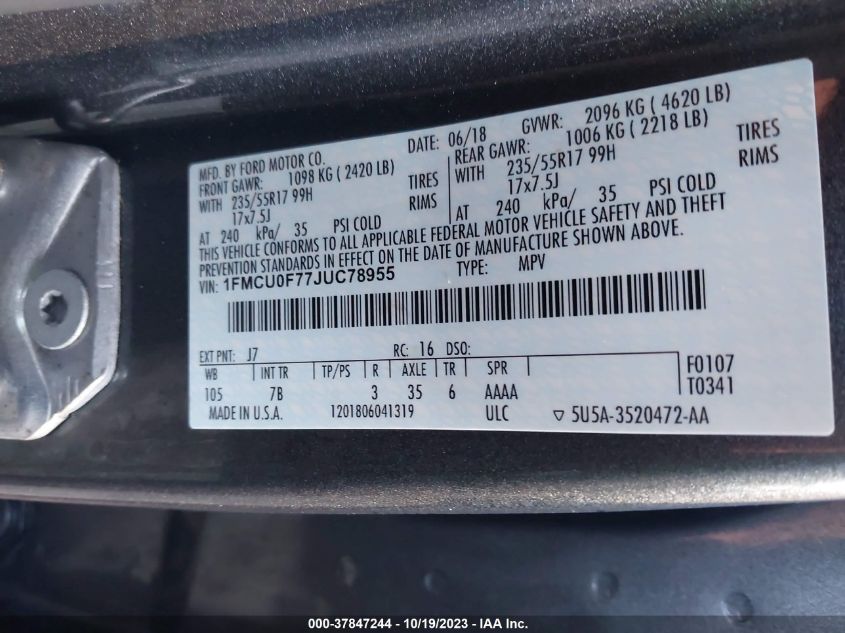 MFD. BY FORD MOTOR CO. DATE: 06/18 GVWR: 2096 KG ( 4620 LB)
FRONT GAWR: 1098 KG ( 2420 LB) REAR GAWR: 1006 KG ( 2218 LB)
WITH 235/55R17 99H TIRES WITH 235/55R17 99H TIRES
17x7.5J RIMS 17x7.5J RIMS
AT 240 kPa/ 35 PSI COLD AT 240 kPa/ 35 PSI COLD
THIS VEHICLE CONFORMS TO ALL APPLICABLE FEDERAL MOTOR VEHICLE SAFETY AND THEFT
PREVENTION STANDARDS IN EFFECT ON THE DATE OF MANUFACTURE SHOWN ABOVE.
VIN: 1FMCU0F77JUC78955 TYPE: MPV
EXT PNT: J7 RC: 16 DSO:
WB INT TR TP/PS R AXLE TR SPR F0107
105 7B 3 35 6 AAAA T0341
MADE IN U.S.A. 1201806041319 ULC ▽ 5U5A-3520472-AA
000-37847244 - 10/19/2023 - IAA Inc.